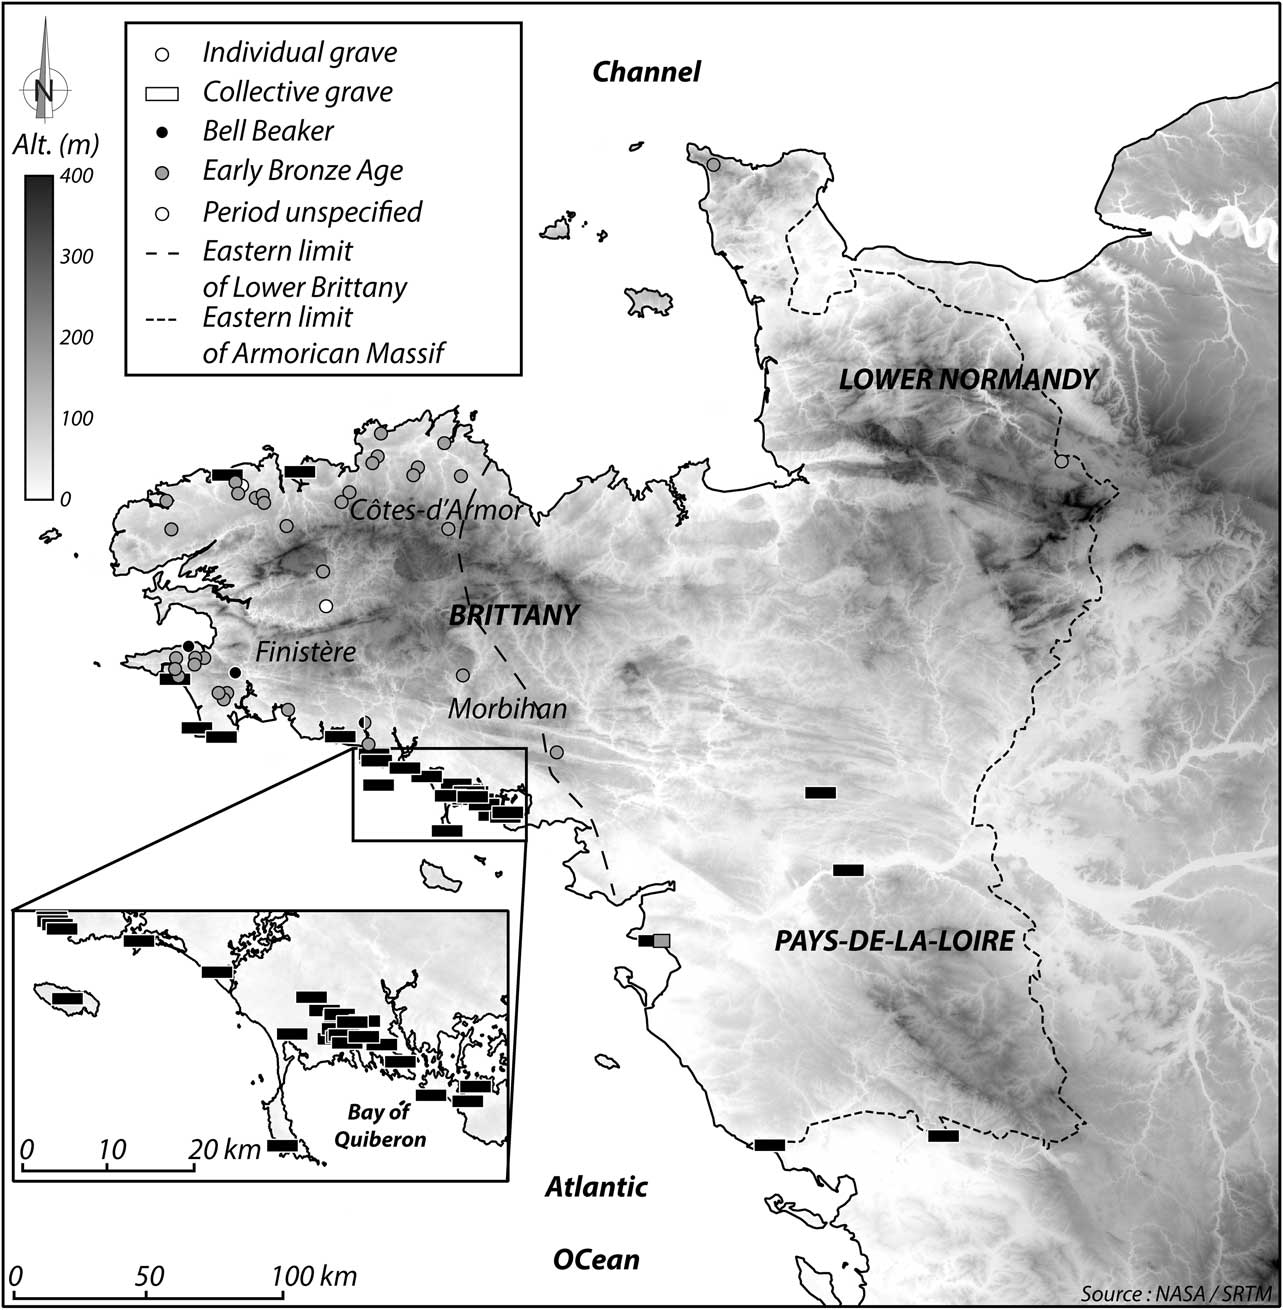 Channel
N
Alt. (m)
400
300
200
100
0
Individual grave
Collective grave
Bell Beaker
Early Bronze Age
Period unspecified
Eastern limit
of Lower Brittany
Eastern limit
of Armorican Massif
LOWER NORMANDY
Côtes-d'Armor
BRITTANY
Finistère
Morbihan
PAYS-DE-LA-LOIRE
Bay of
Quiberon
0 10 20 km
Atlantic
OCean
0 50 100 km
Source : NASA / SRTM